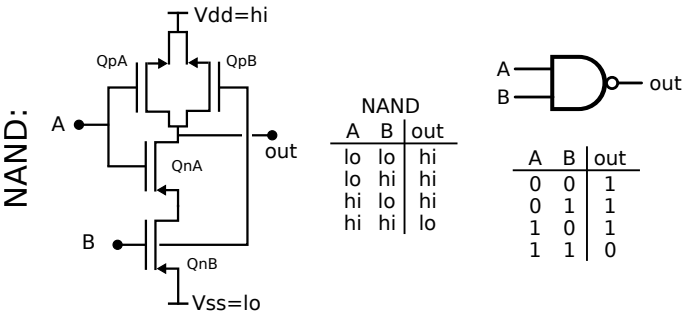 NAND:
Vdd=hi
QpA
QpB
A
out
QnA
B
QnB
Vss=lo
NAND
A B out
lo lo hi
lo hi hi
hi lo hi
hi hi lo
A
B
out
A B out
0 0 1
0 1 1
1 0 1
1 1 0